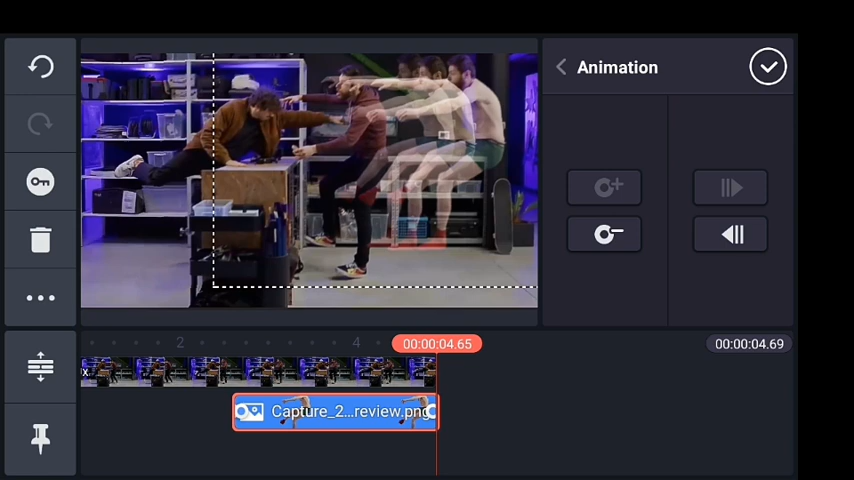 Animation
2
4
00:00:04.65
00:00:04.69
x
Capture_2...review.png